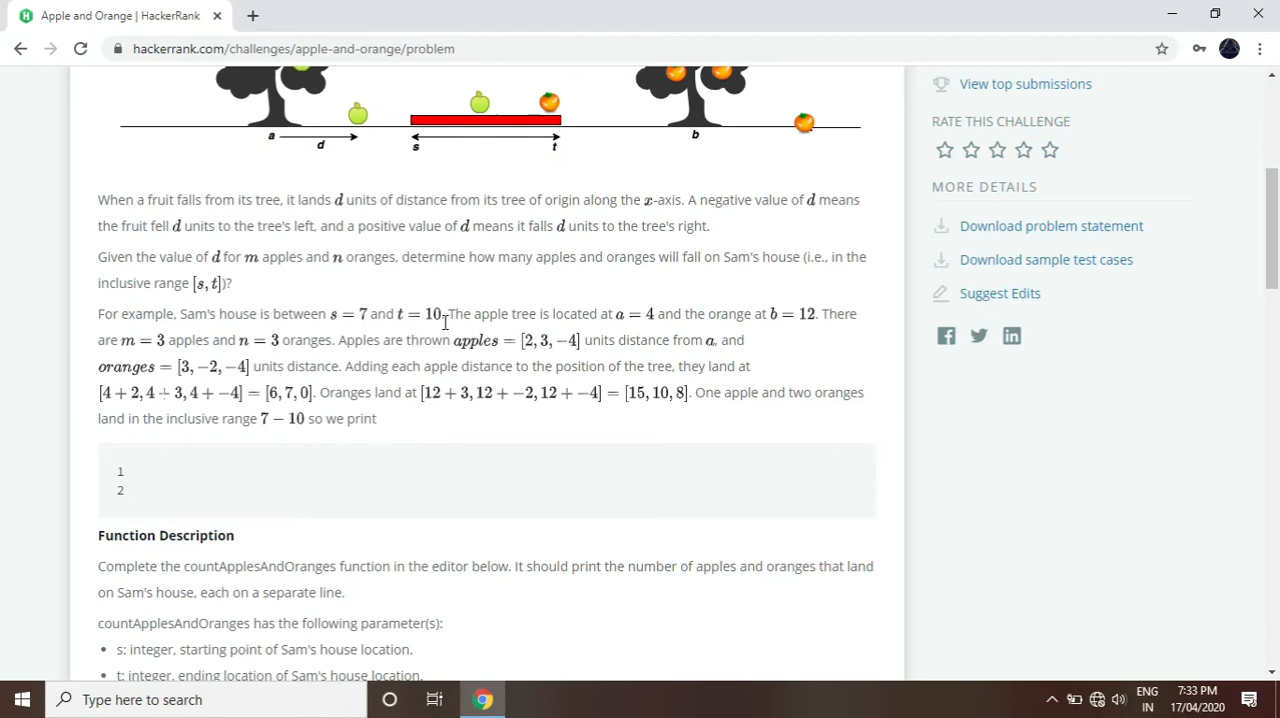 Apple and Orange | HackerRank
hackerrank.com/challenges/apple-and-orange/problem
a
d
s
t
b
When a fruit falls from its tree, it lands d units of distance from its tree of origin along the x-axis. A negative value of d means
the fruit fell d units to the tree's left, and a positive value of d means it falls d units to the tree's right.
Given the value of d for m apples and n oranges, determine how many apples and oranges will fall on Sam's house (i.e., in the
inclusive range [s, t])?
For example, Sam's house is between s = 7 and t = 10. The apple tree is located at a = 4 and the orange at b = 12. There
are m = 3 apples and n = 3 oranges. Apples are thrown apples = [2, 3, −4] units distance from a, and
oranges = [3, −2, −4] units distance. Adding each apple distance to the position of the tree, they land at
[4 + 2, 4 + 3, 4 + −4] = [6, 7, 0]. Oranges land at [12 + 3, 12 + −2, 12 + −4] = [15, 10, 8]. One apple and two oranges
land in the inclusive range 7 − 10 so we print
1
2
Function Description
Complete the countApplesAndOranges function in the editor below. It should print the number of apples and oranges that land
on Sam's house, each on a separate line.
countApplesAndOranges has the following parameter(s):
• s: integer, starting point of Sam's house location.
• t: integer, ending location of Sam's house location.
View top submissions
RATE THIS CHALLENGE
MORE DETAILS
Download problem statement
Download sample test cases
Suggest Edits
Type here to search
ENG
IN
7:33 PM
17/04/2020